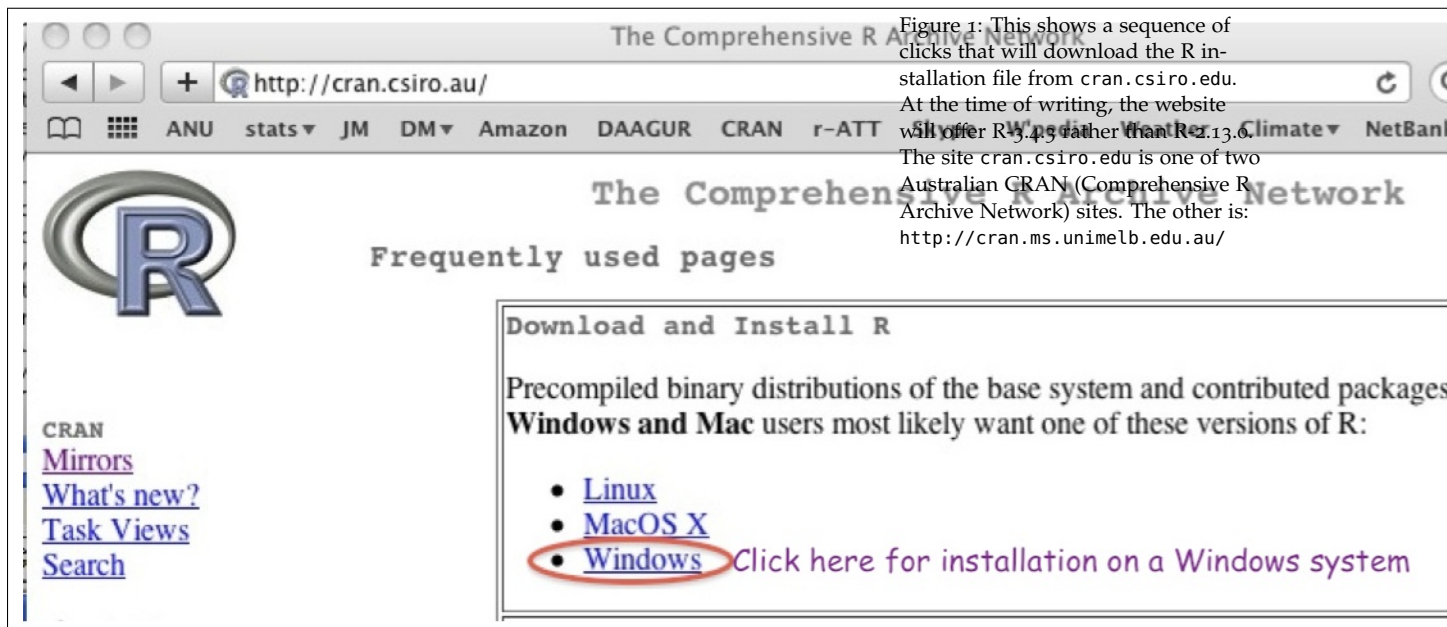 The Comprehensive R Archive Network
Figure 1: This shows a sequence of
clicks that will download the R in-
stallation file from cran.csiro.edu.
At the time of writing, the website
will offer R-3.4.3 rather than R-2.13.6.
The site cran.csiro.edu is one of two
Australian CRAN (Comprehensive R
Archive Network) sites. The other is:
http://cran.ms.unimelb.edu.au/
http://cran.csiro.au/
ANU stats JM DM Amazon DAAGUR CRAN r-ATT Skype W'pedia Weather Climate NetBank
The Comprehensive R Archive Network
Frequently used pages
R
Download and Install R
Precompiled binary distributions of the base system and contributed packages
Windows and Mac users most likely want one of these versions of R:
CRAN
Mirrors
What's new?
Task Views
Search
• Linux
• MacOS X
• Windows Click here for installation on a Windows system